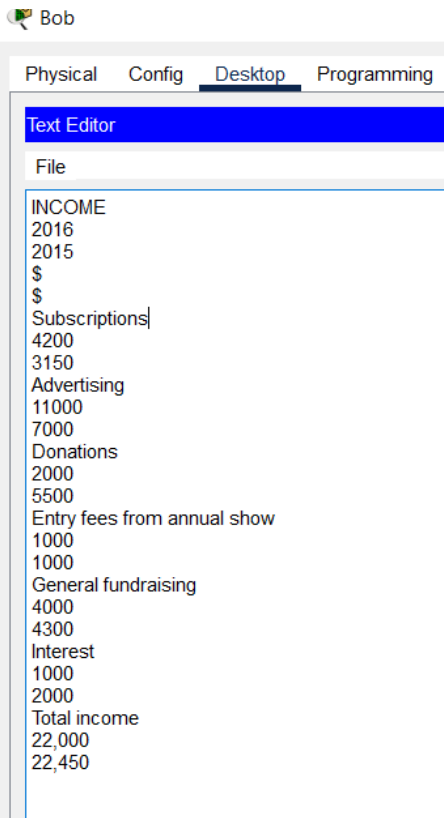 Bob
Physical Config Desktop Programming
Text Editor
File
INCOME
2016
2015
$
$
Subscriptions
4200
3150
Advertising
11000
7000
Donations
2000
5500
Entry fees from annual show
1000
1000
General fundraising
4000
4300
Interest
1000
2000
Total income
22,000
22,450